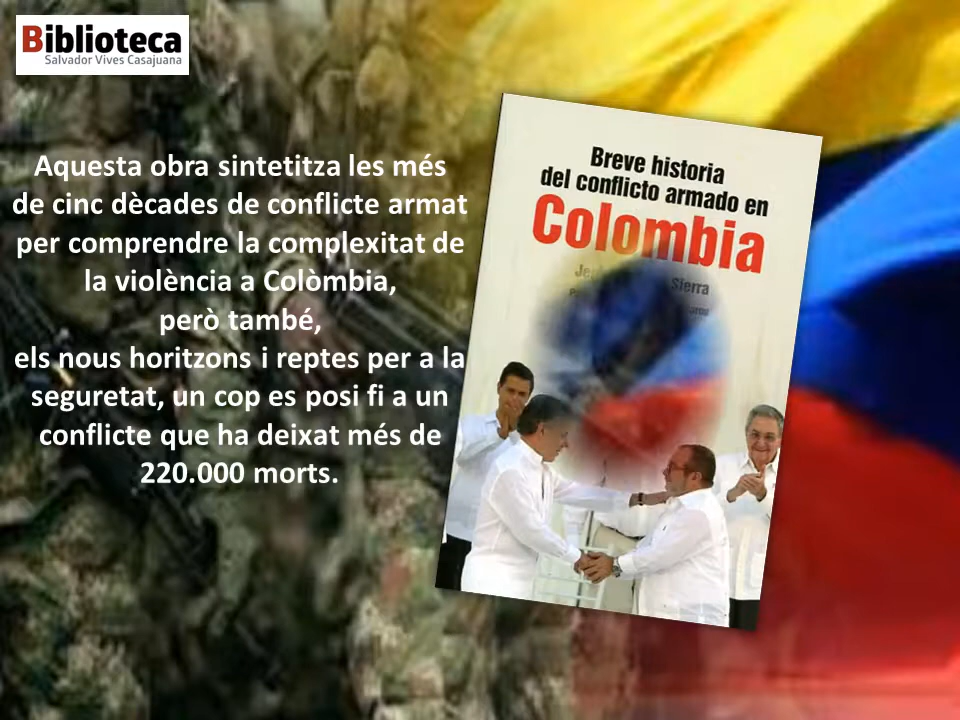 Biblioteca
Salvador Vives Casajuana
Aquesta obra sintetitza les més
de cinc dècades de conflicte armat
per comprendre la complexitat de
la violència a Colòmbia,
però també,
els nous horitzons i reptes per a la
seguretat, un cop es posi fi a un
conflicte que ha deixat més de
220.000 morts.
Breve historia
del conflicto armado en
Colombia
Sierra